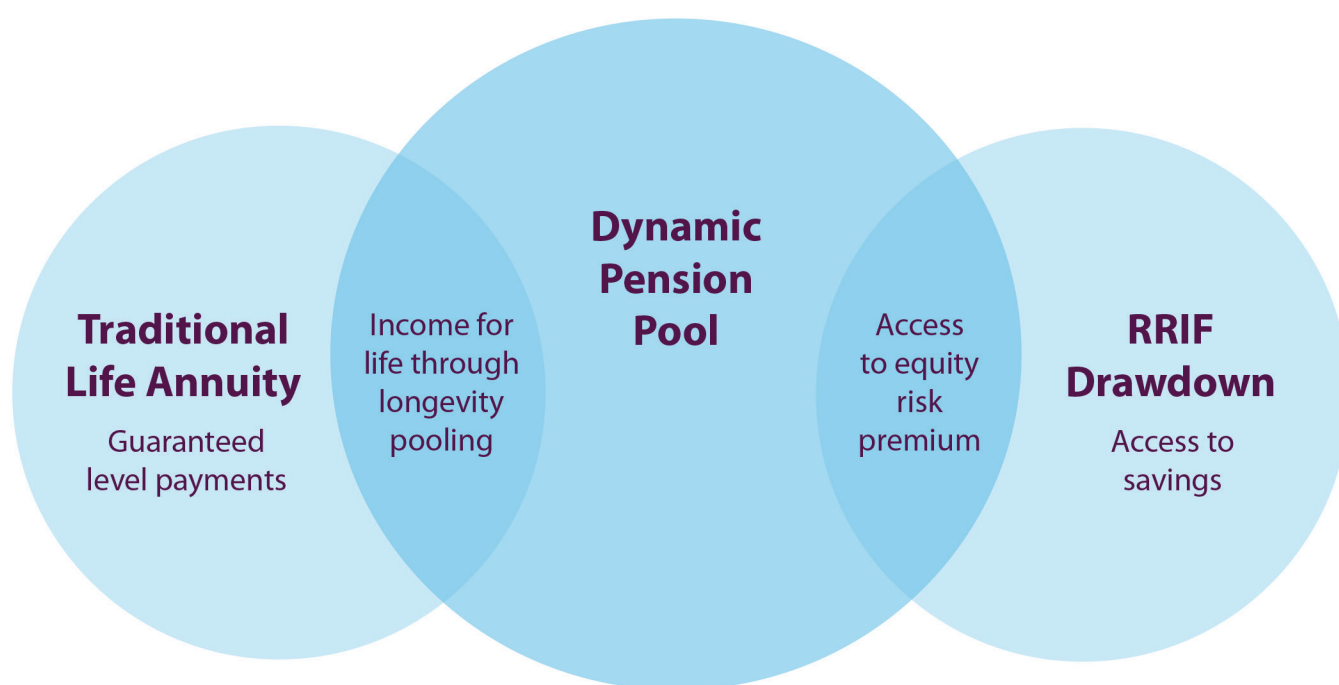 Traditional
Life Annuity
Guaranteed
level payments
Income for
life through
longevity
pooling
Dynamic
Pension
Pool
Access
to equity
risk
premium
RRIF
Drawdown
Access to
savings